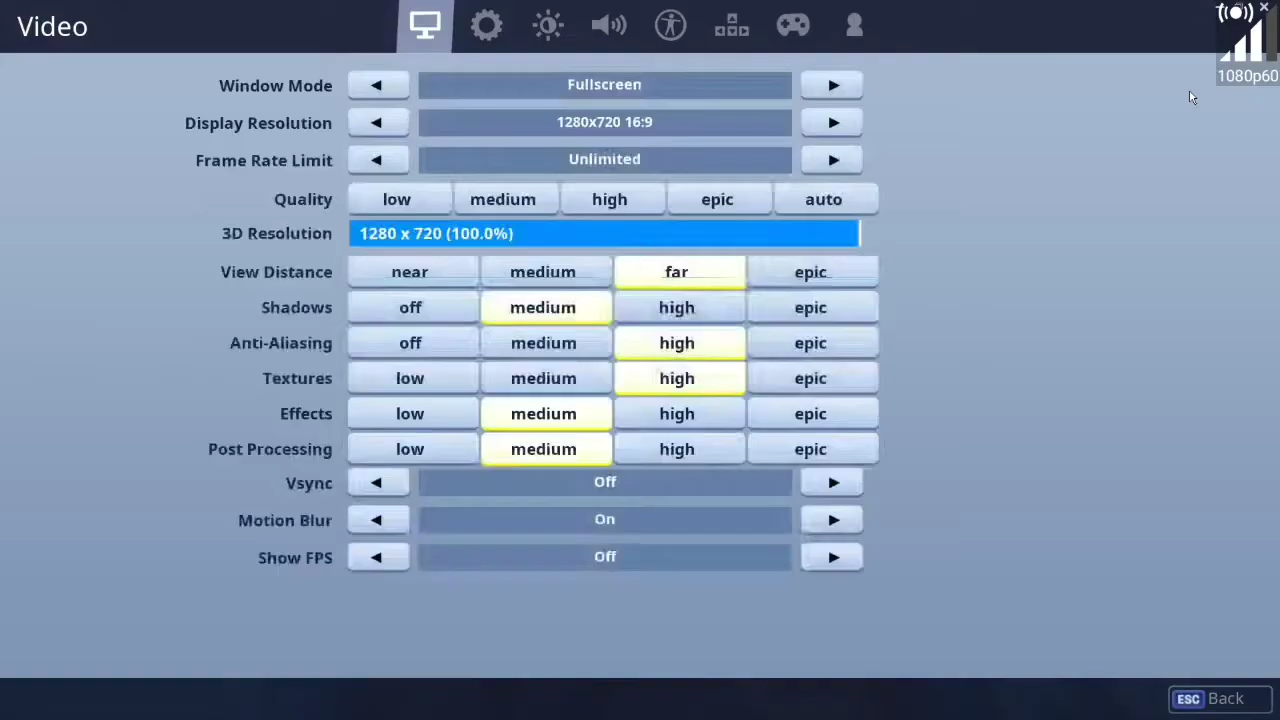 Video
1080p60
Window Mode Fullscreen
Display Resolution 1280x720 16:9
Frame Rate Limit Unlimited
Quality low medium high epic auto
3D Resolution 1280 x 720 (100.0%)
View Distance near medium far epic
Shadows off medium high epic
Anti-Aliasing off medium high epic
Textures low medium high epic
Effects low medium high epic
Post Processing low medium high epic
Vsync Off
Motion Blur On
Show FPS Off
ESC Back